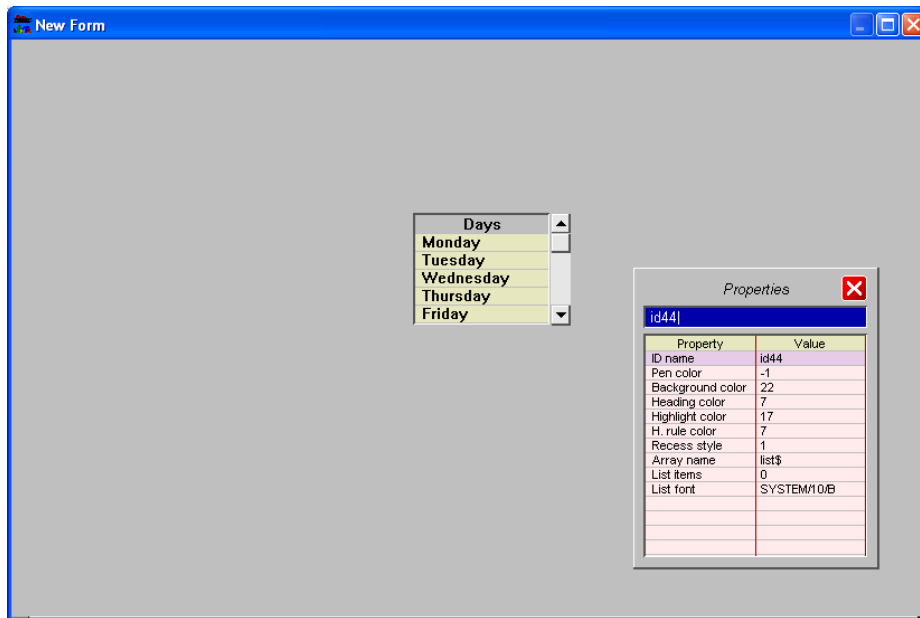 New Form
Days
Monday
Tuesday
Wednesday
Thursday
Friday
Properties
id44
Property Value
ID name id44
Pen color -1
Background color 22
Heading color 7
Highlight color 17
H. rule color 7
Recess style 1
Array name list$
List items 0
List font SYSTEM/10/B